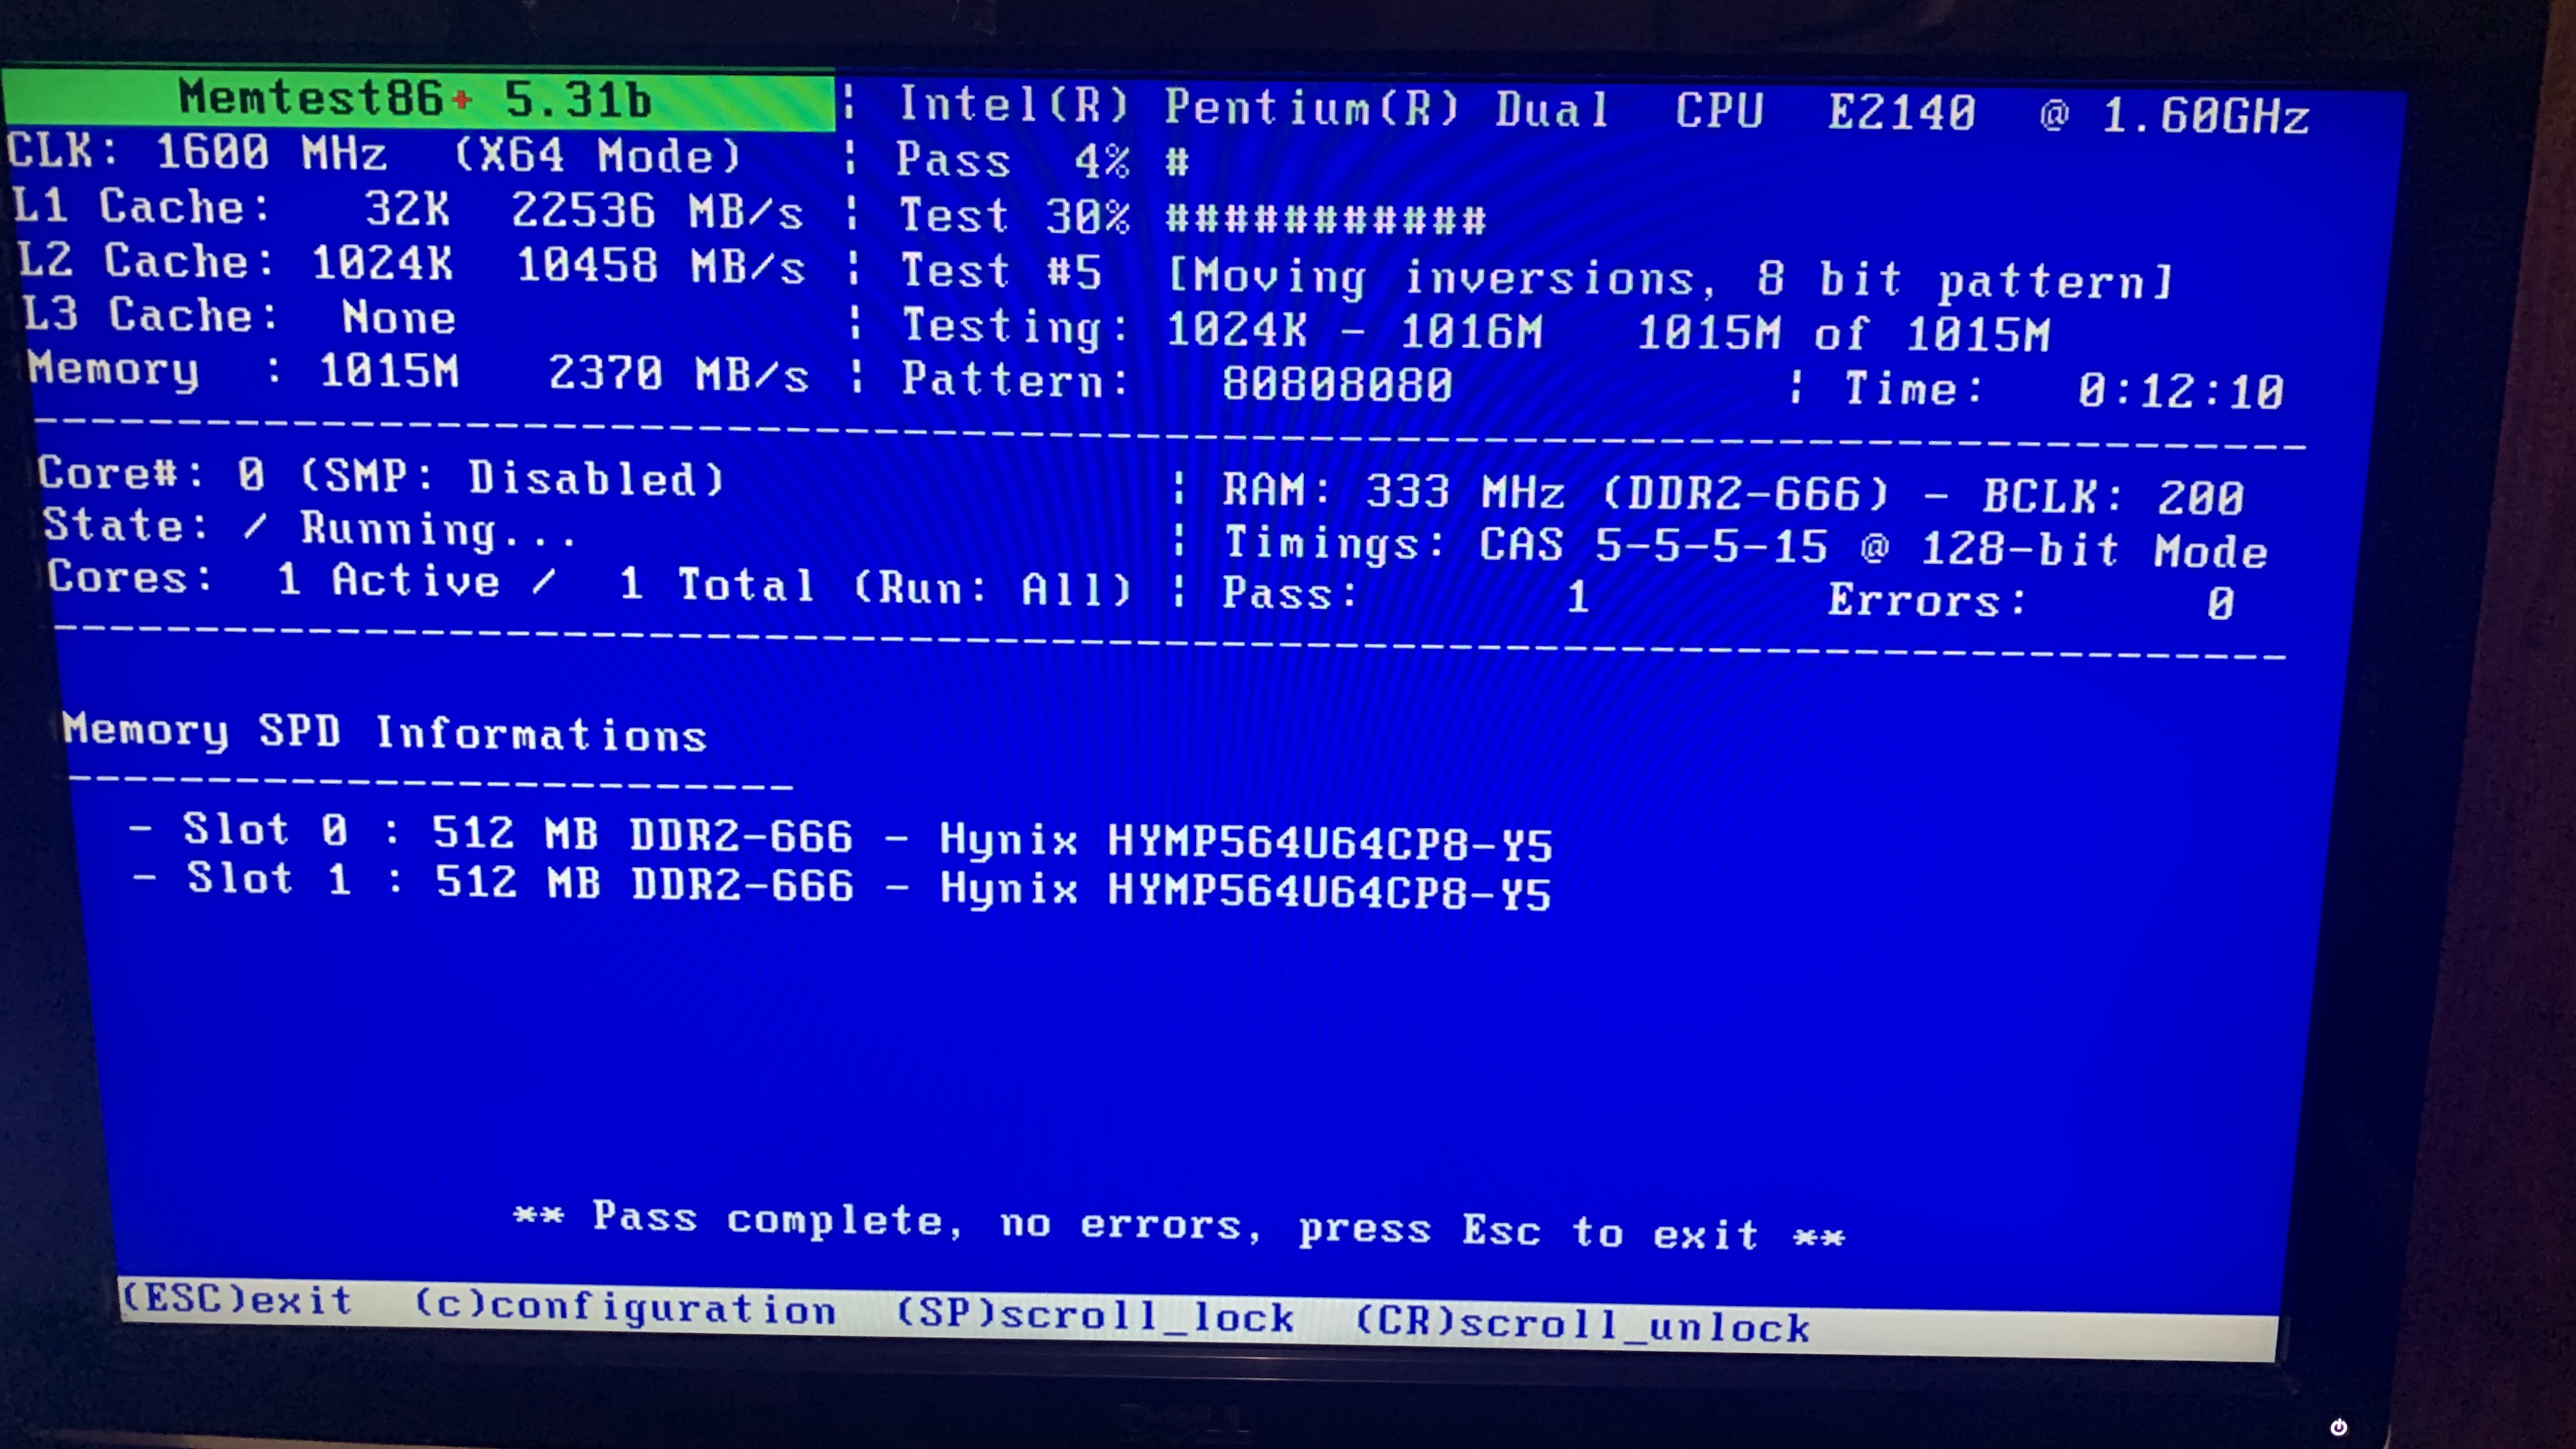 Memtest86+ 5.31b | Intel(R) Pentium(R) Dual CPU E2140 @ 1.60GHz
CLK: 1600 MHz (X64 Mode) | Pass 4% #
L1 Cache: 32K 22536 MB/s | Test 30% ###########
L2 Cache: 1024K 10458 MB/s | Test #5 [Moving inversions, 8 bit pattern]
L3 Cache: None | Testing: 1024K - 1016M 1015M of 1015M
Memory : 1015M 2370 MB/s | Pattern: 80808080 | Time: 0:12:10
Core#: 0 (SMP: Disabled) | RAM: 333 MHz (DDR2-666) - BCLK: 200
State: / Running... | Timings: CAS 5-5-5-15 @ 128-bit Mode
Cores: 1 Active / 1 Total (Run: All) | Pass: 1 Errors: 0
Memory SPD Informations
- Slot 0 : 512 MB DDR2-666 - Hynix HYMP564U64CP8-Y5
- Slot 1 : 512 MB DDR2-666 - Hynix HYMP564U64CP8-Y5
** Pass complete, no errors, press Esc to exit **
(ESC)exit (c)configuration (SP)scroll_lock (CR)scroll_unlock
DELL